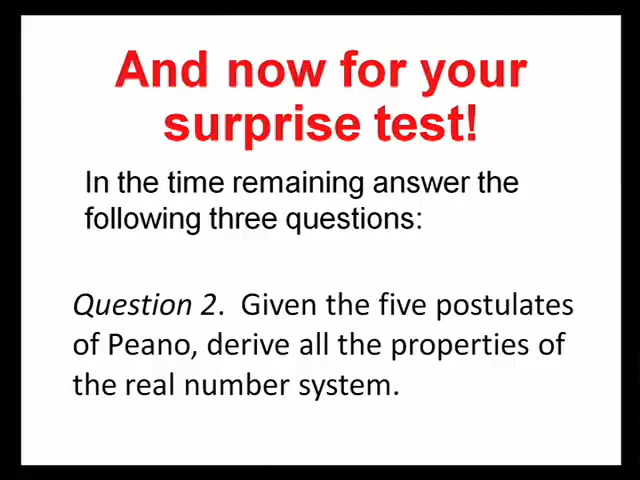 And now for your
surprise test!
In the time remaining answer the
following three questions:
Question 2.  Given the five postulates
of Peano, derive all the properties of
the real number system.